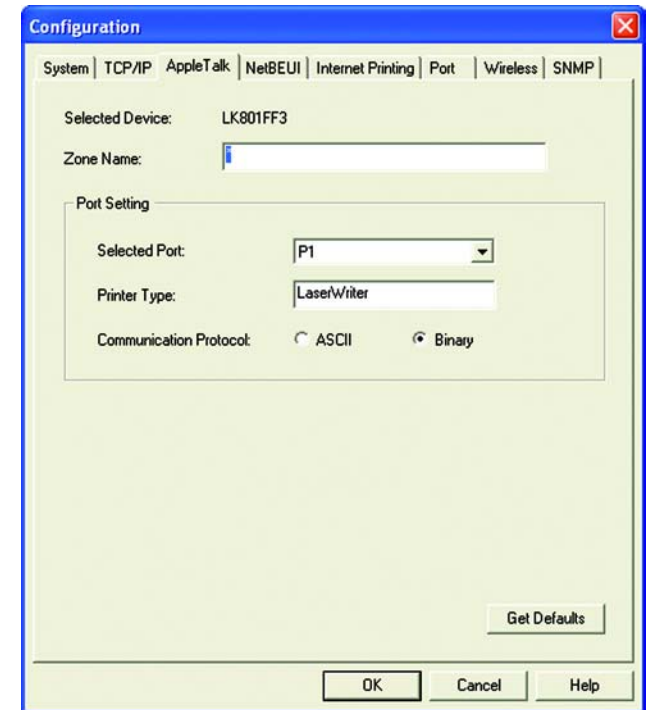 Configuration
System TCP/IP AppleTalk NetBEUI Internet Printing Port Wireless SNMP
Selected Device: LK801FF3
Zone Name: *
Port Setting
Selected Port: P1
Printer Type: LaserWriter
Communication Protocol: ASCII Binary
Get Defaults
OK Cancel Help